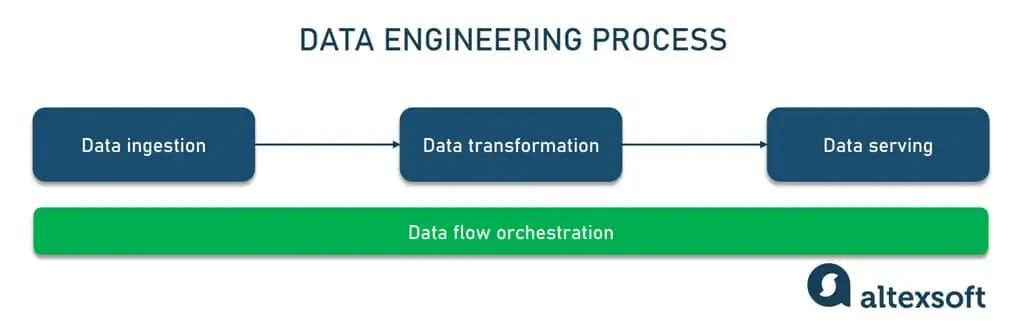 DATA ENGINEERING PROCESS
Data ingestion
Data transformation
Data serving
Data flow orchestration
altexsoft